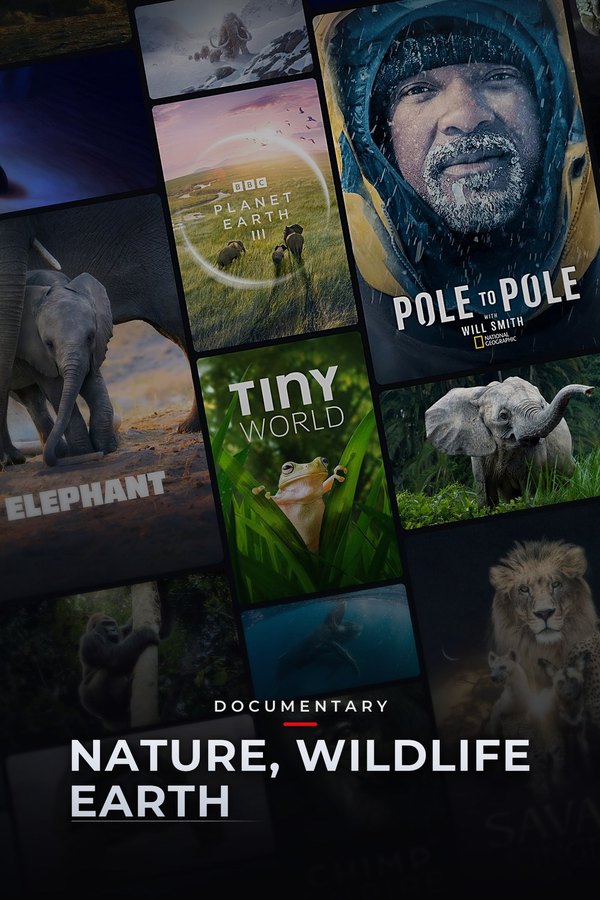 BBC
PLANET
EARTH
III
POLE TO POLE
WITH
WILL SMITH
NATIONAL
GEOGRAPHIC
TINY
WORLD
ELEPHANT
DOCUMENTARY
NATURE, WILDLIFE
EARTH
CHIMP